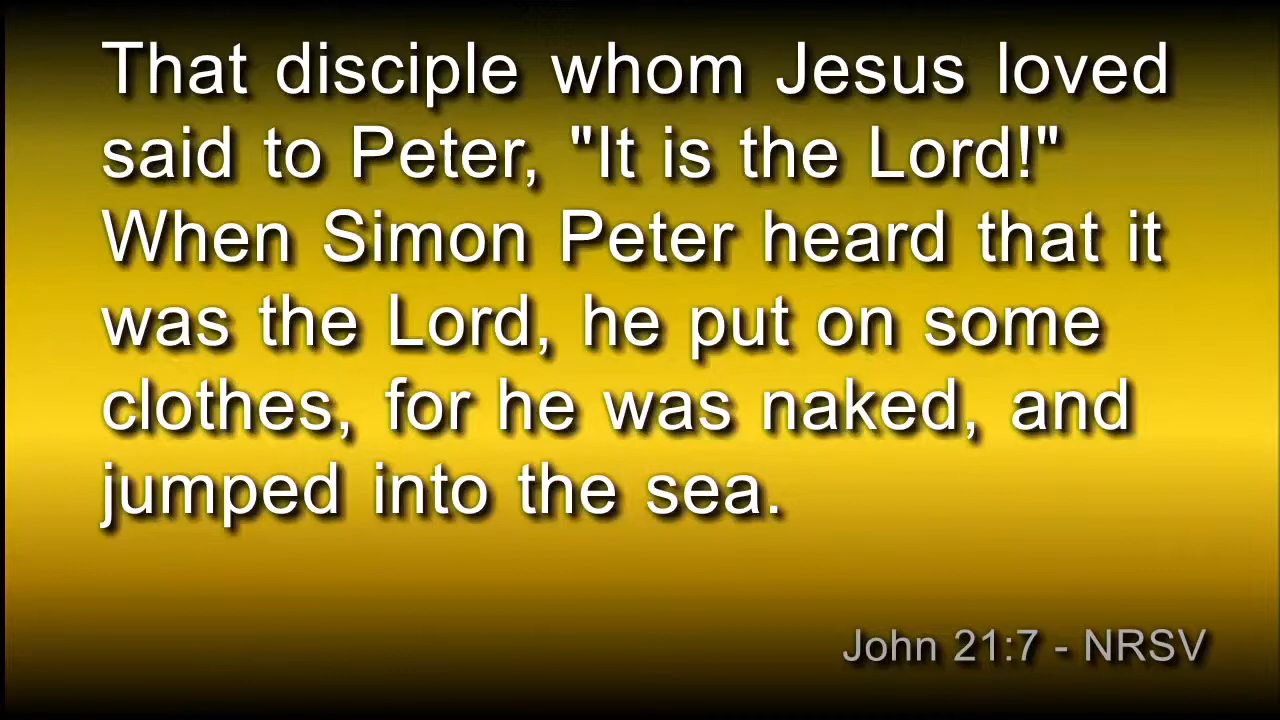 That disciple whom Jesus loved
said to Peter, "It is the Lord!"
When Simon Peter heard that it
was the Lord, he put on some
clothes, for he was naked, and
jumped into the sea.
John 21:7 - NRSV